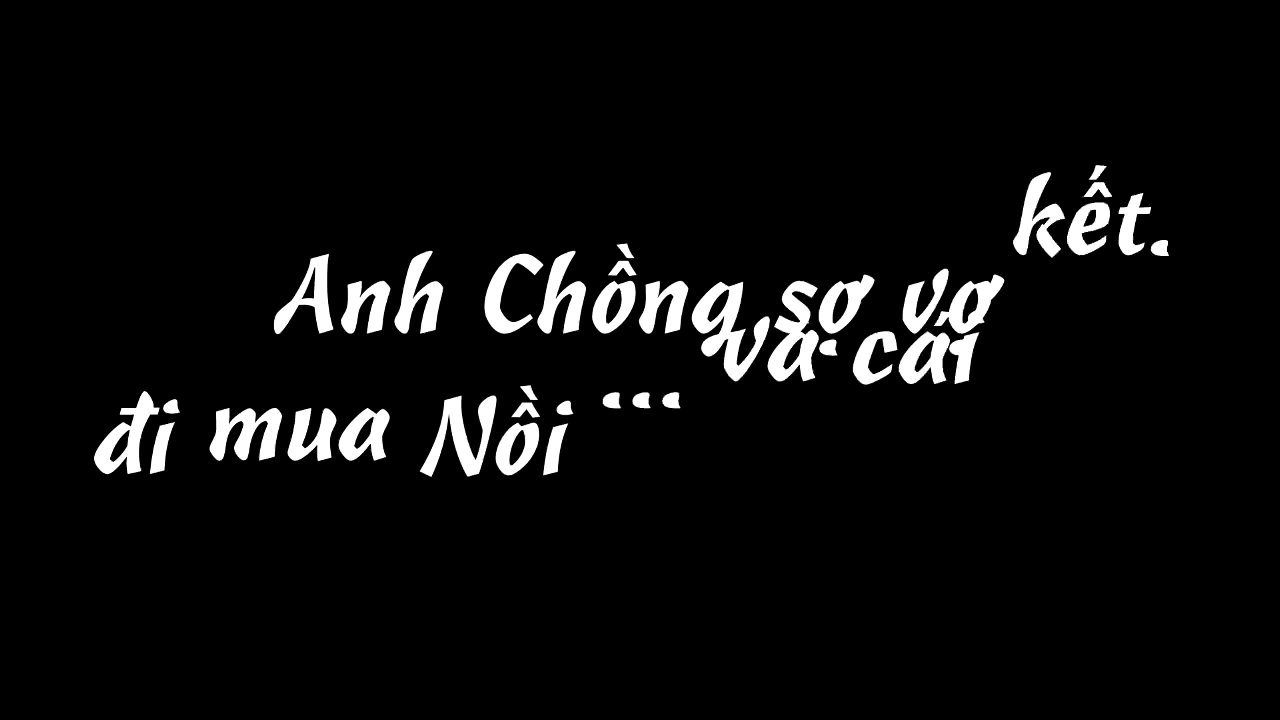 Anh Chồng sợ vợ
đi mua Nồi ... và cái kết.